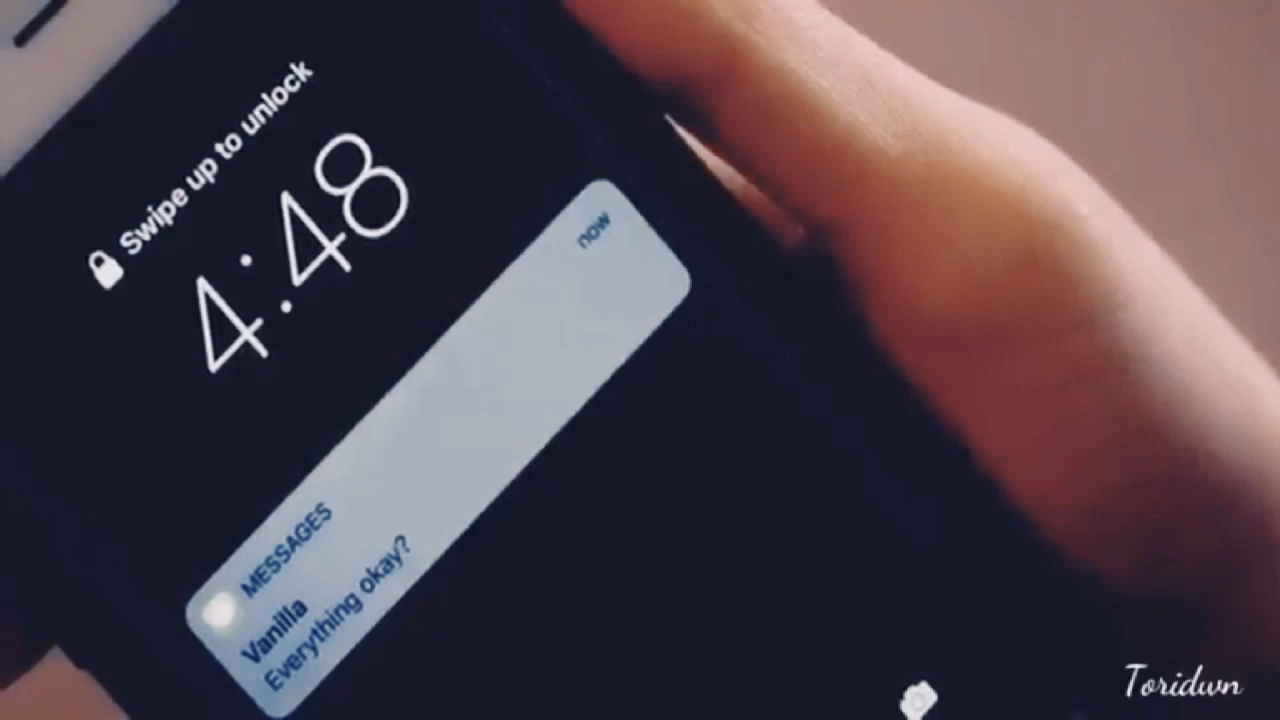 Swipe up to unlock
4:48
MESSAGES
now
Vanilla
Everything okay?
Toridwn